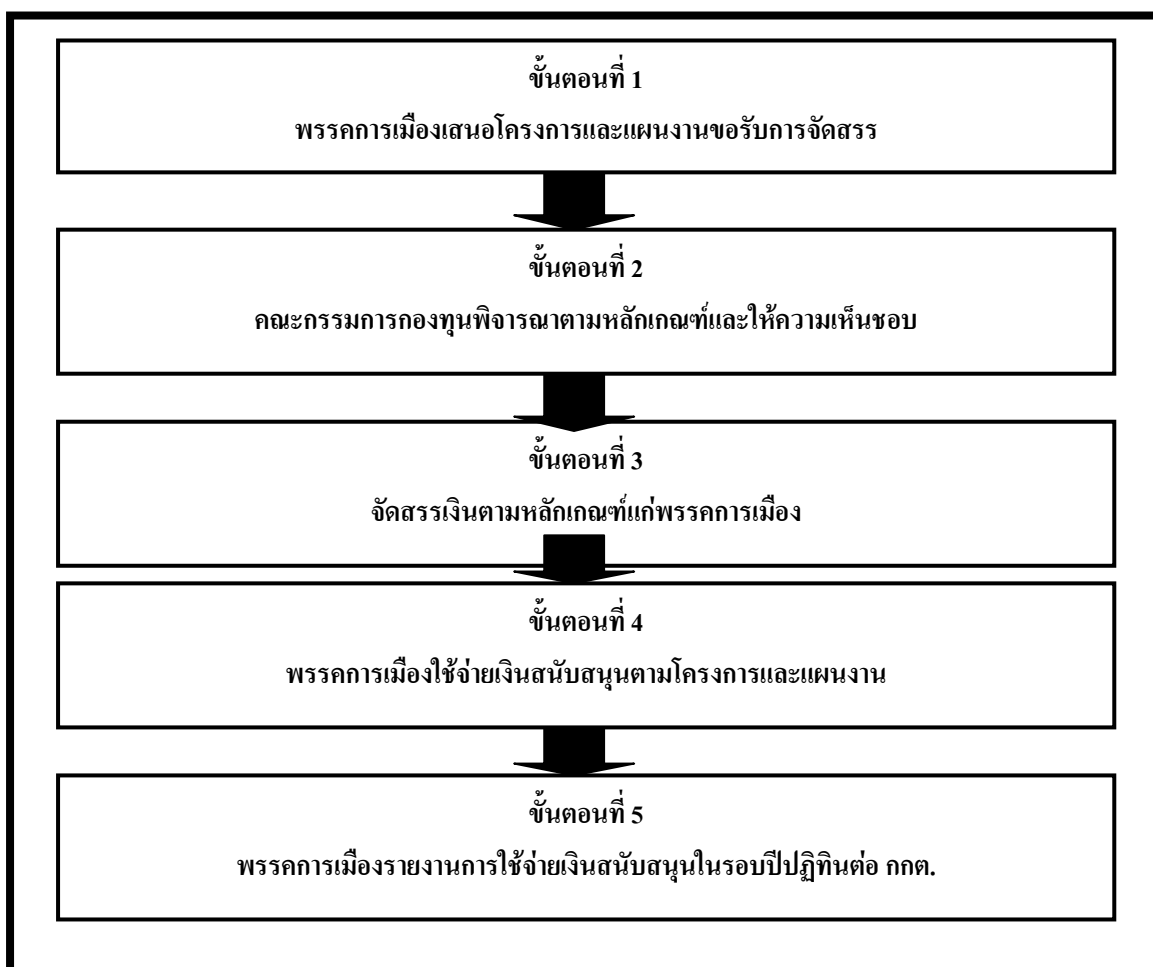 ขั้นตอนที่ 1
พรรคการเมืองเสนอโครงการและแผนงานขอรับการจัดสรร
ขั้นตอนที่ 2
คณะกรรมการกองทุนพิจารณาตามหลักเกณฑ์และให้ความเห็นชอบ
ขั้นตอนที่ 3
จัดสรรเงินตามหลักเกณฑ์แก่พรรคการเมือง
ขั้นตอนที่ 4
พรรคการเมืองใช้จ่ายเงินสนับสนุนตามโครงการและแผนงาน
ขั้นตอนที่ 5
พรรคการเมืองรายงานการใช้จ่ายเงินสนับสนุนในรอบปีปฏิทินต่อ กกต.